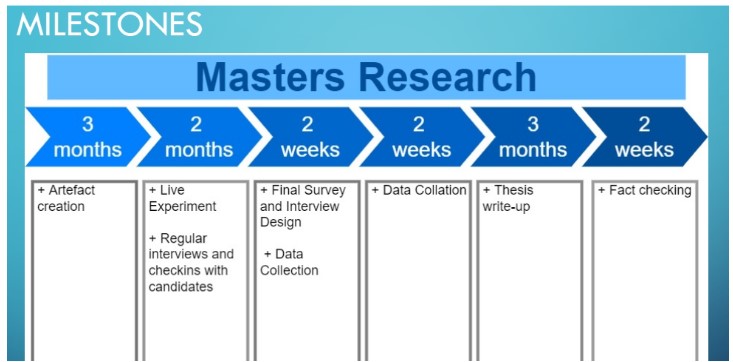 MILESTONES
Masters Research
3
months
2
months
2
weeks
2
weeks
3
months
2
weeks
+ Artefact
creation
+ Live
Experiment
+ Regular
interviews and
checkins with
candidates
+ Final Survey
and Interview
Design
+ Data
Collection
+ Data Collation
+ Thesis
write-up
+ Fact checking